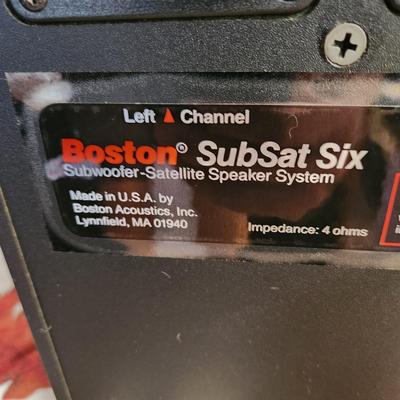 Left ▲ Channel
Boston® SubSat Six
Subwoofer-Satellite Speaker System
Made in U.S.A. by
Boston Acoustics, Inc.
Lynnfield, MA 01940
Impedance: 4 ohms